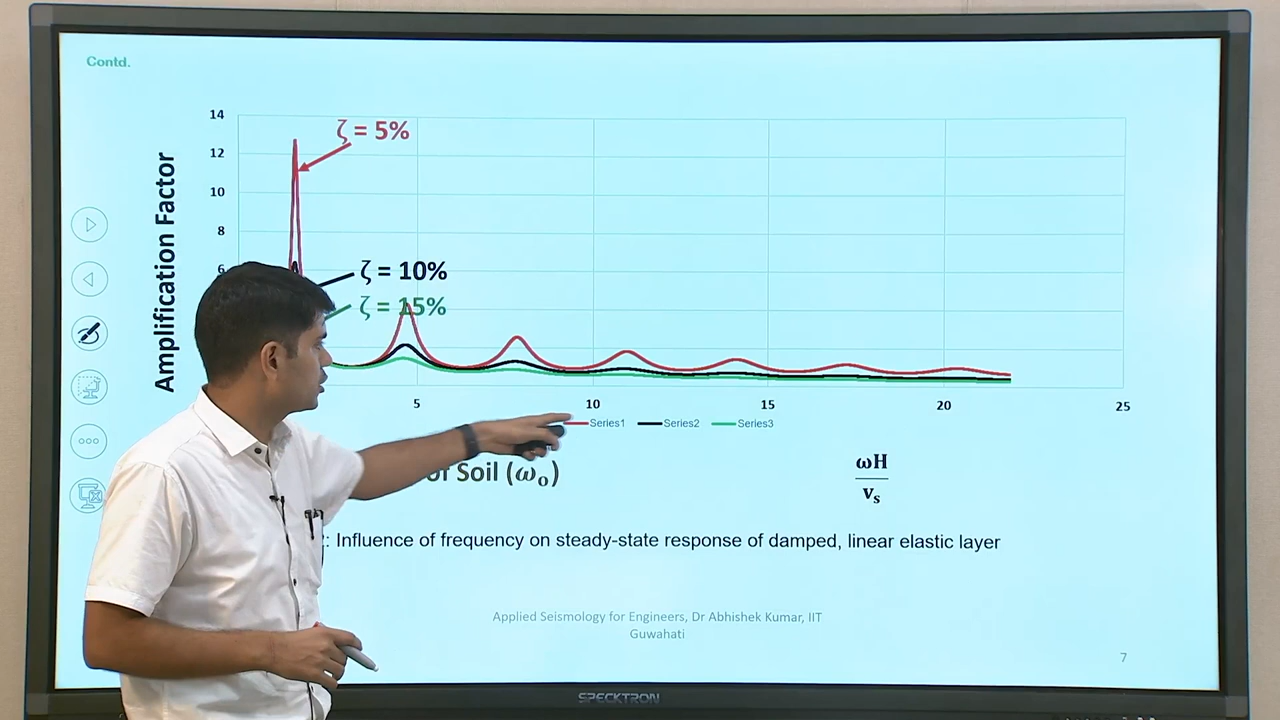 Contd.
14
ζ = 5%
12
10
8
6
Amplification Factor
ζ = 10%
ζ = 15%
5
10
15
20
25
Series1
Series2
Series3
of Soil (ωo)
ωH
vs
: Influence of frequency on steady-state response of damped, linear elastic layer
Applied Seismology for Engineers, Dr Abhishek Kumar, IIT
Guwahati
7
SPECKTRON